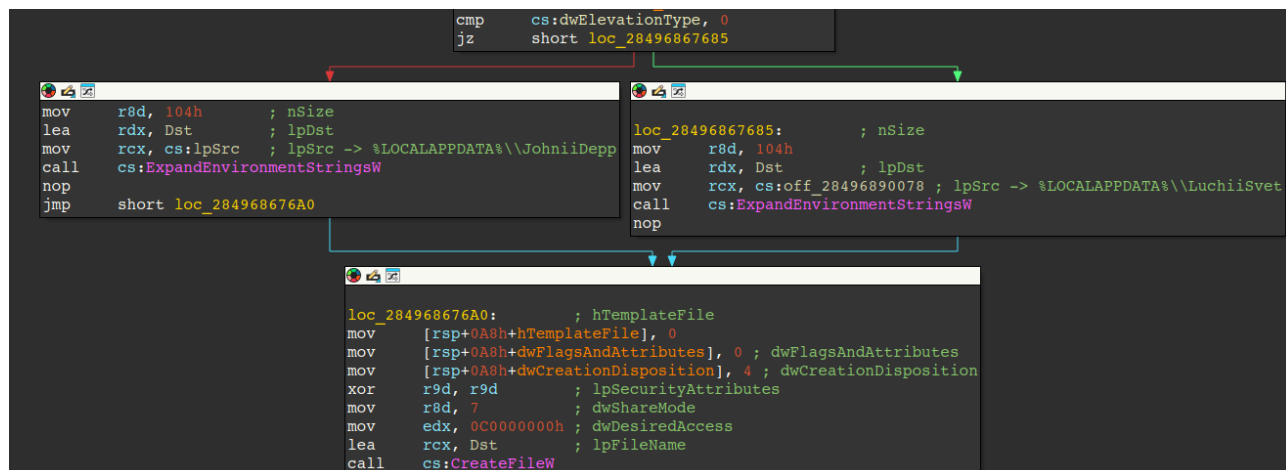 cmp     cs:dwElevationType, 0
jz      short loc_28496867685
mov     r8d, 104h       ; nSize
lea     rdx, Dst        ; lpDst
mov     rcx, cs:lpSrc   ; lpSrc -> %LOCALAPPDATA%\\JohniiDepp
call    cs:ExpandEnvironmentStringsW
nop
jmp     short loc_284968676A0
loc_28496867685:        ; nSize
mov     r8d, 104h
lea     rdx, Dst        ; lpDst
mov     rcx, cs:off_28496890078 ; lpSrc -> %LOCALAPPDATA%\\LuchiiSvet
call    cs:ExpandEnvironmentStringsW
nop
loc_284968676A0:        ; hTemplateFile
mov     [rsp+0A8h+hTemplateFile], 0
mov     [rsp+0A8h+dwFlagsAndAttributes], 0 ; dwFlagsAndAttributes
mov     [rsp+0A8h+dwCreationDisposition], 4 ; dwCreationDisposition
xor     r9d, r9d        ; lpSecurityAttributes
mov     r8d, 7          ; dwShareMode
mov     edx, 0C0000000h ; dwDesiredAccess
lea     rcx, Dst        ; lpFileName
call    cs:CreateFileW